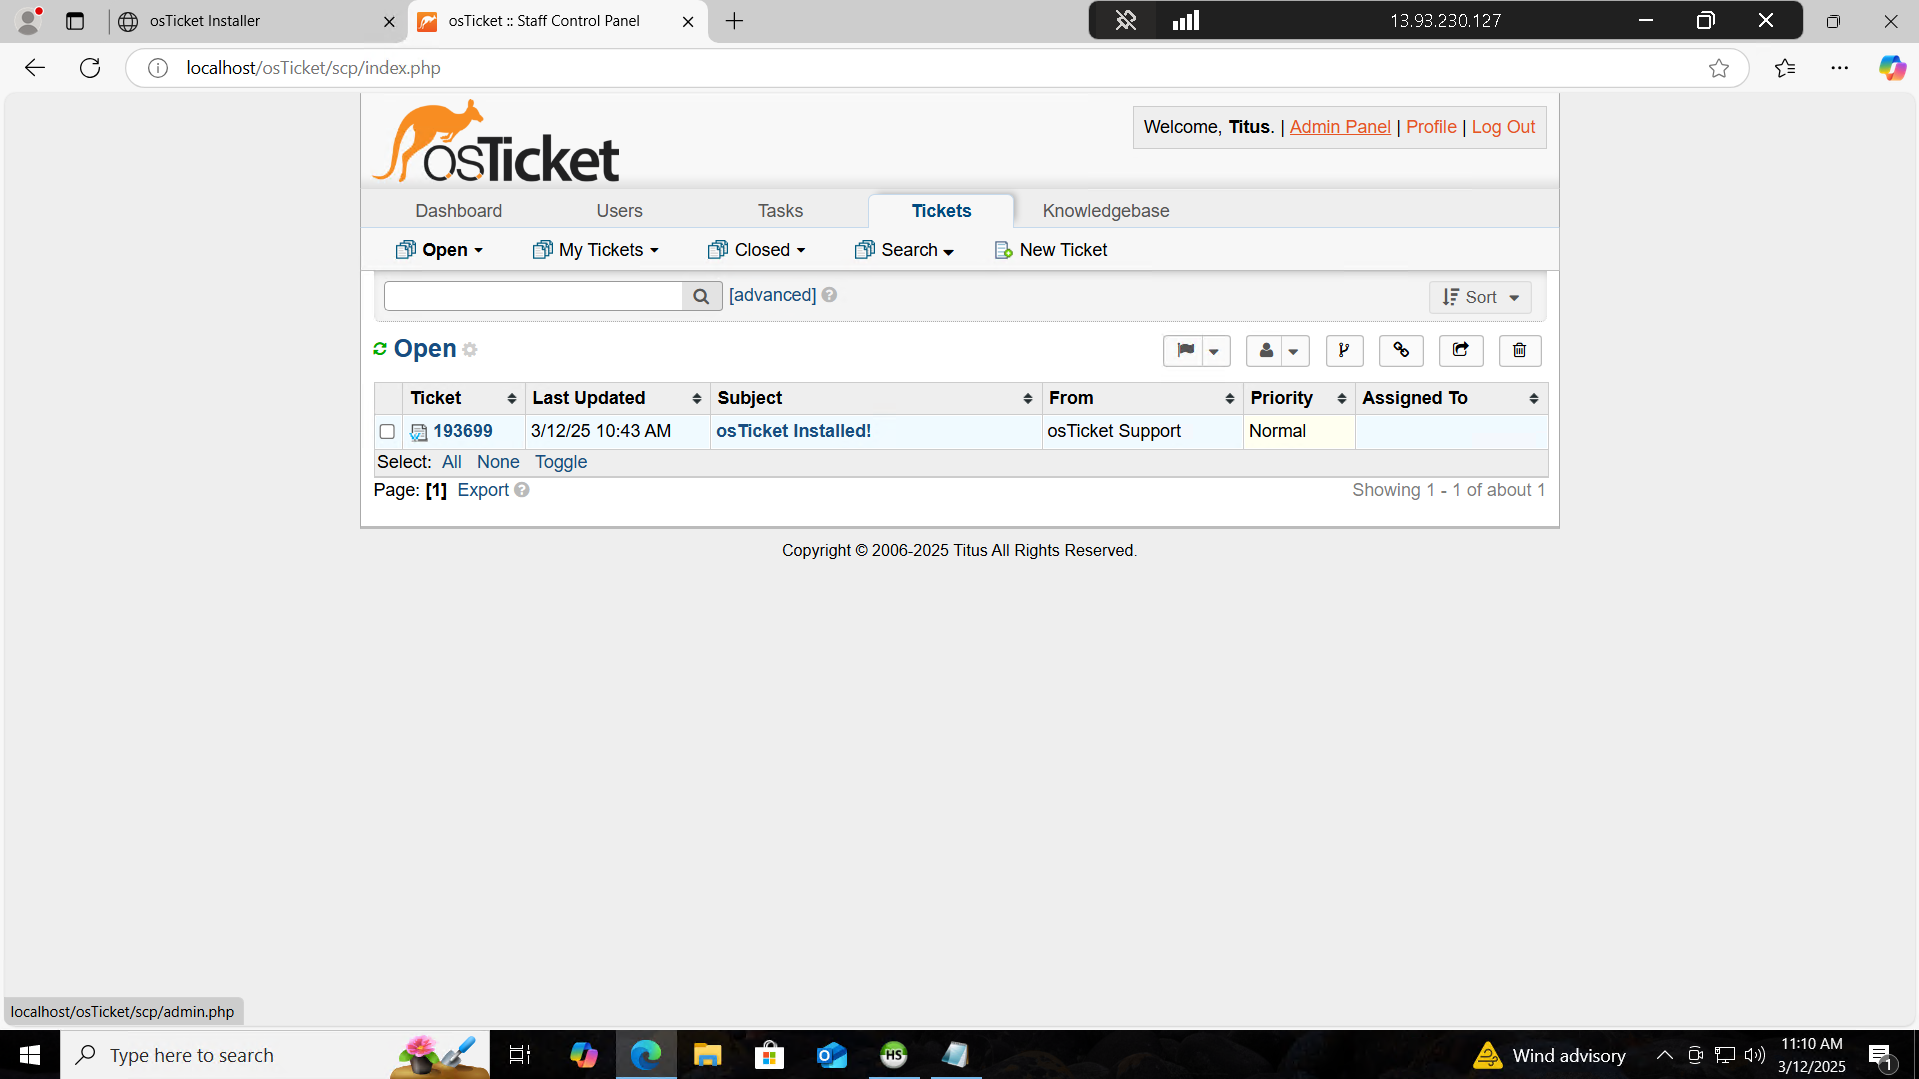 osTicket Installer
osTicket :: Staff Control Panel
13.93.230.127
localhost/osTicket/scp/index.php
osTicket
Welcome, Titus. | Admin Panel | Profile | Log Out
Dashboard Users Tasks Tickets Knowledgebase
Open My Tickets Closed Search New Ticket
[advanced] ?
Sort
Open
Ticket Last Updated Subject From Priority Assigned To
193699 3/12/25 10:43 AM osTicket Installed! osTicket Support Normal
Select: All None Toggle
Page: [1] Export ? Showing 1 - 1 of about 1
Copyright © 2006-2025 Titus All Rights Reserved.
localhost/osTicket/scp/admin.php
Type here to search
HS
Wind advisory
11:10 AM
3/12/2025
1